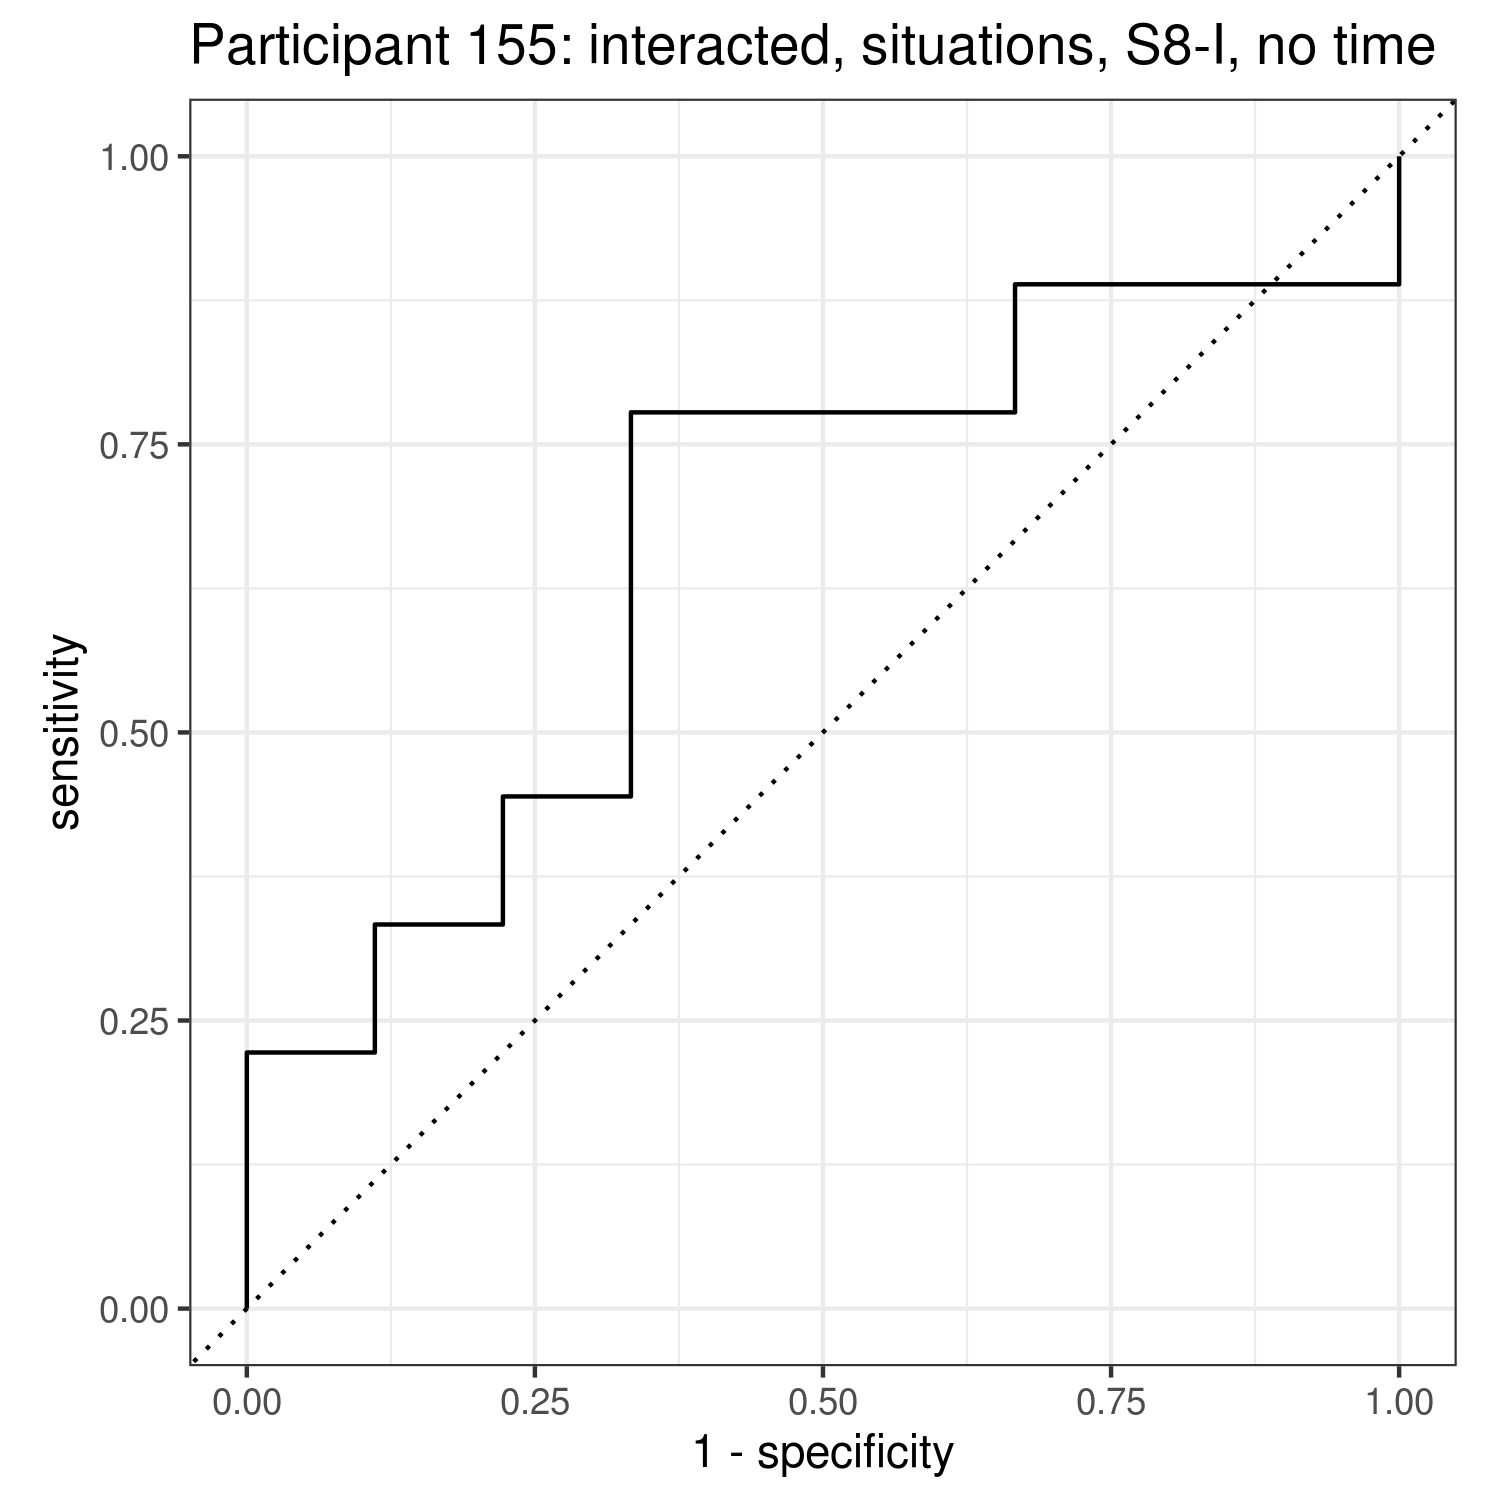 Participant 155: interacted, situations, S8-I, no time
1.00
0.75
0.50
0.25
0.00
sensitivity
0.00 0.25 0.50 0.75 1.00
1 - specificity